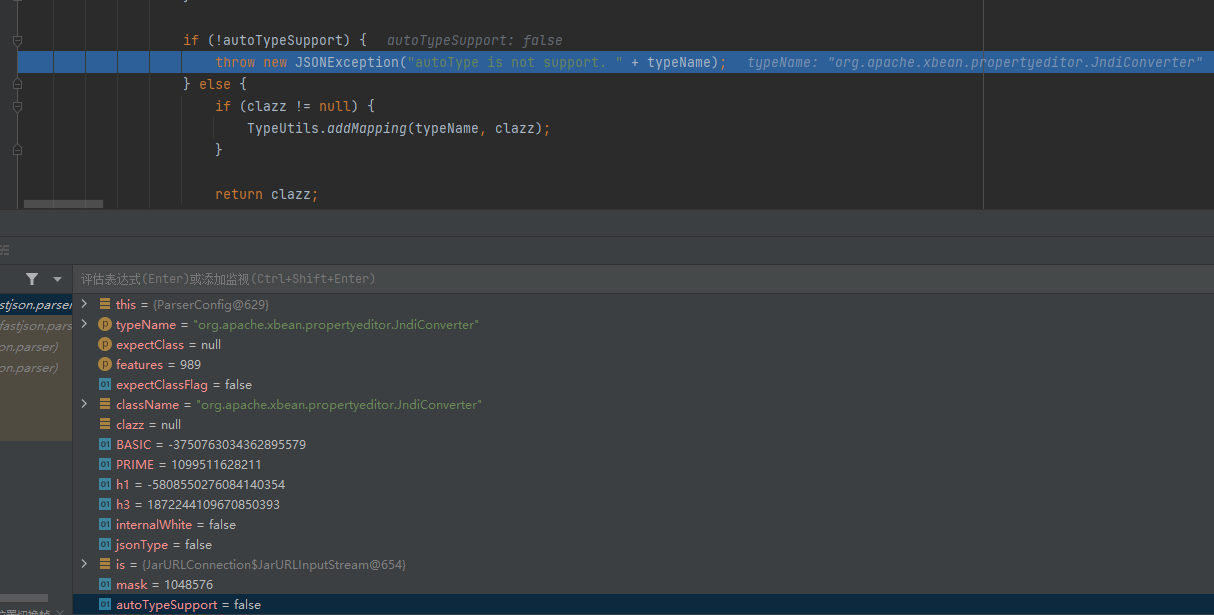 if (!autoTypeSupport) { autoTypeSupport: false
throw new JSONException("autoType is not support. " + typeName); typeName: "org.apache.xbean.propertyeditor.JndiConverter"
} else {
if (clazz != null) {
TypeUtils.addMapping(typeName, clazz);
}
return clazz;
评估表达式(Enter)或添加监视(Ctrl+Shift+Enter)
stjson.parser
this = {ParserConfig@629}
fastjson.pars
typeName = "org.apache.xbean.propertyeditor.JndiConverter"
on.parser)
expectClass = null
on.parser)
features = 989
expectClassFlag = false
className = "org.apache.xbean.propertyeditor.JndiConverter"
clazz = null
BASIC = -3750763034362895579
PRIME = 1099511628211
h1 = -5808550276084140354
h3 = 1872244109670850393
internalWhite = false
jsonType = false
is = {JarURLConnection$JarURLInputStream@654}
mask = 1048576
autoTypeSupport = false